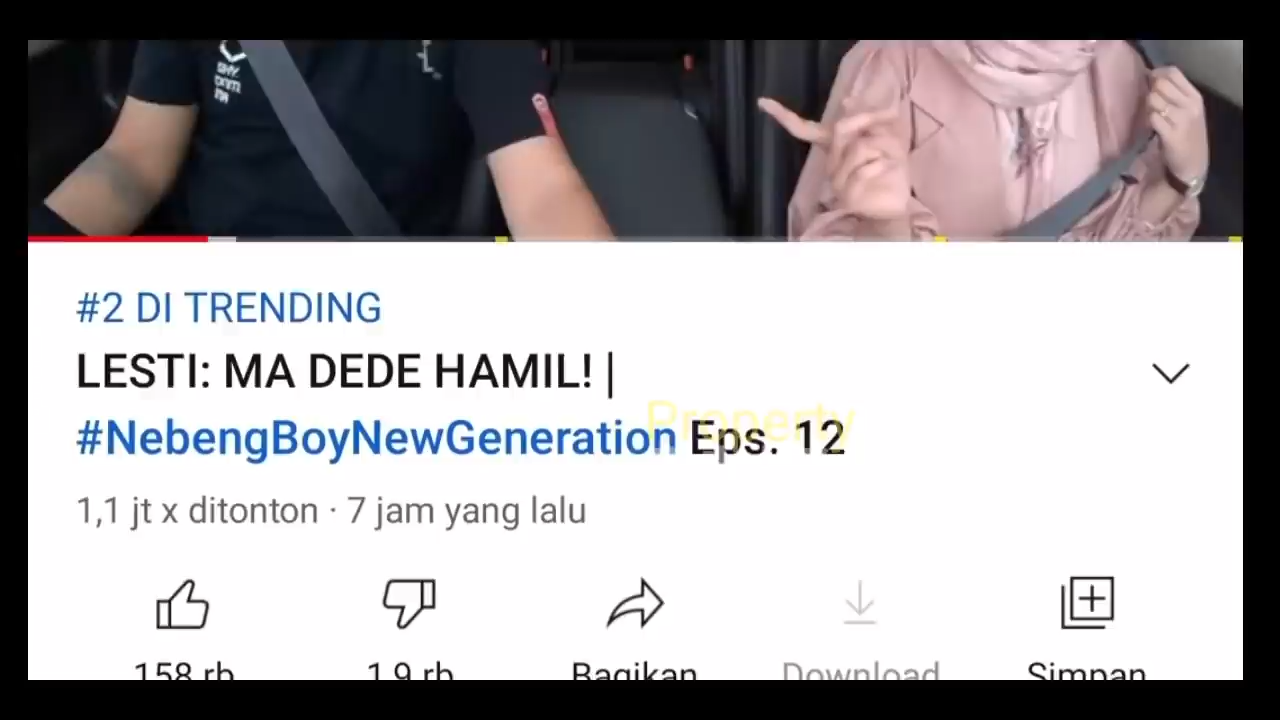 #2 DI TRENDING
LESTI: MA DEDE HAMIL! |
#NebengBoyNewGeneration Eps. 12
Property
1,1 jt x ditonton · 7 jam yang lalu
158 rb
1,9 rb
Bagikan
Download
Simpan